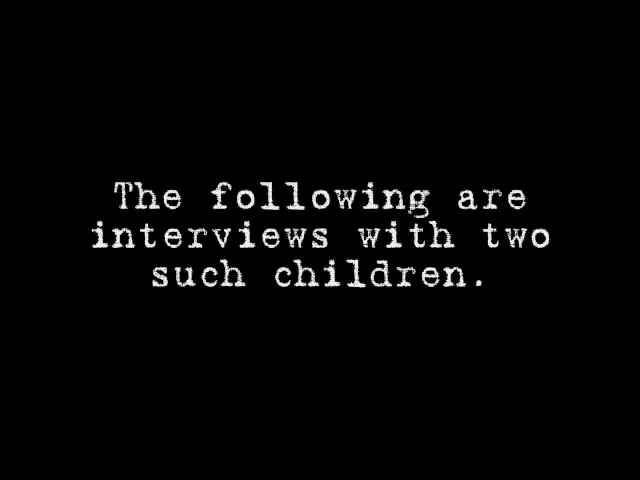 The following are
interviews with two
such children.